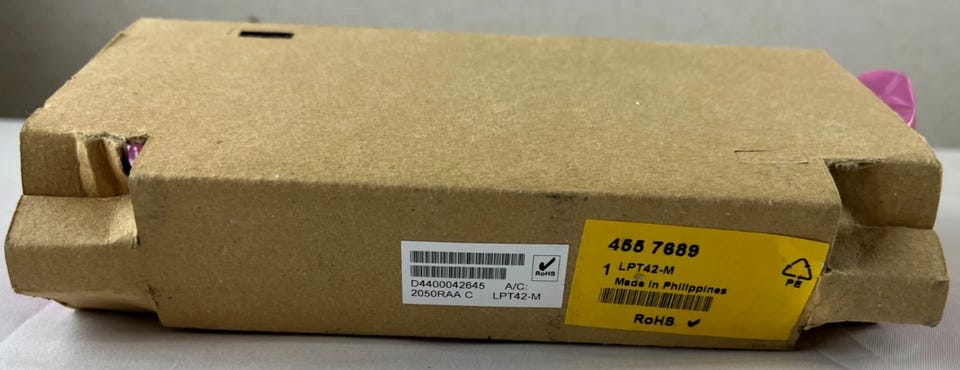 RoHS
D4400042645 A/C:
2050RAA C LPT42-M
455 7689
1 LPT42-M
Made in Philippines
RoHS
PE